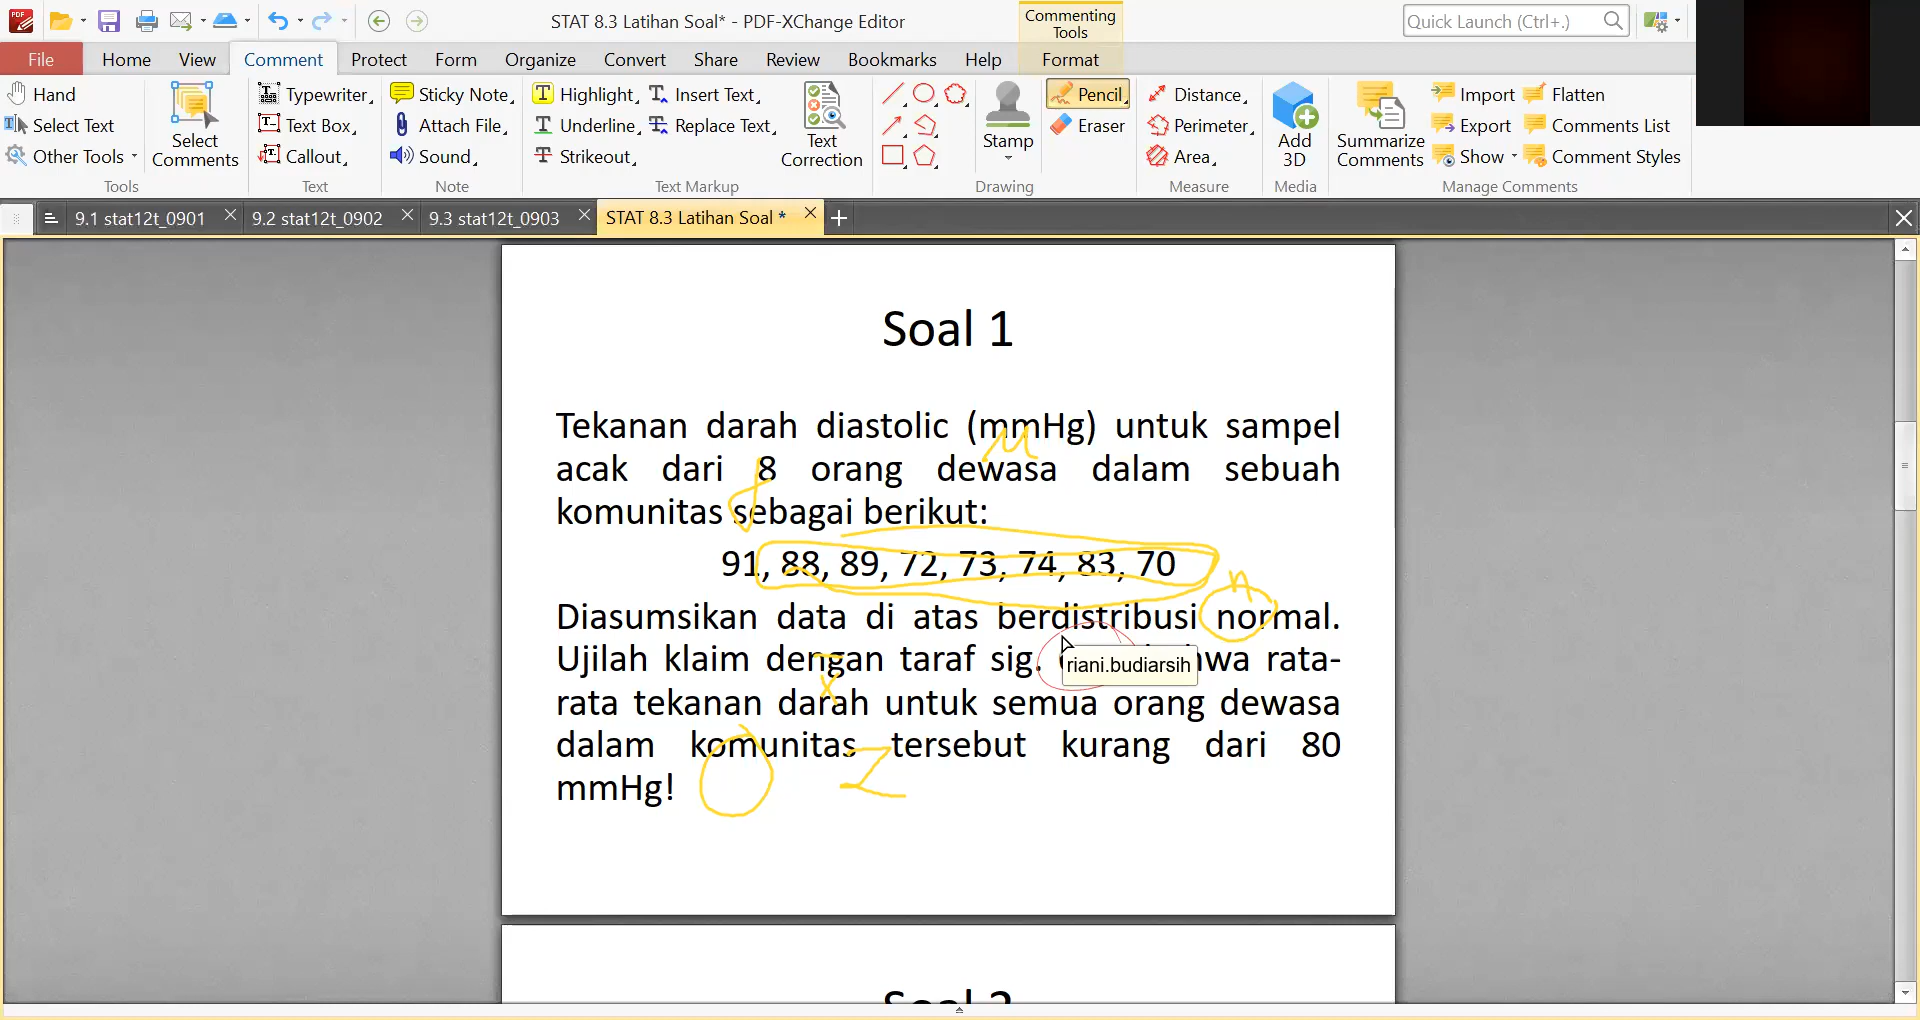 STAT 8.3 Latihan Soal* - PDF-XChange Editor
Commenting Tools
Quick Launch (Ctrl+.)
File Home View Comment Protect Form Organize Convert Share Review Bookmarks Help Format
Hand
Select Text
Other Tools
Select Comments
Tools
Typewriter
Text Box
Callout
Text
Sticky Note
Attach File
Sound
Note
Highlight
Underline
Strikeout
Insert Text
Replace Text
Text Correction
Text Markup
Stamp
Drawing
Pencil
Eraser
Distance
Perimeter
Area
Measure
Add 3D
Media
Summarize Comments
Import
Export
Show
Flatten
Comments List
Comment Styles
Manage Comments
9.1 stat12t_0901
9.2 stat12t_0902
9.3 stat12t_0903
STAT 8.3 Latihan Soal *
Soal 1
Tekanan darah diastolic (mmHg) untuk sampel
acak dari 8 orang dewasa dalam sebuah
komunitas sebagai berikut:
91, 88, 89, 72, 73, 74, 83, 70
Diasumsikan data di atas berdistribusi normal.
Ujilah klaim dengan taraf sig. rata-
riani.budiarsih
rata tekanan darah untuk semua orang dewasa
dalam komunitas tersebut kurang dari 80
mmHg!
μ
n
x
Z